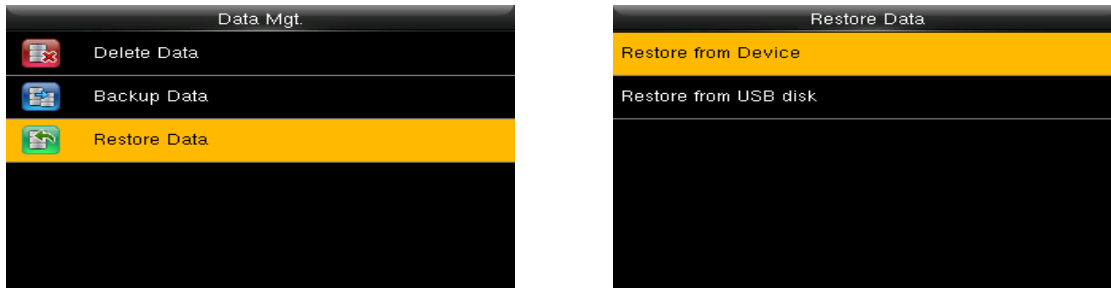 Data Mgt.
Delete Data
Backup Data
Restore Data
Restore Data
Restore from Device
Restore from USB disk